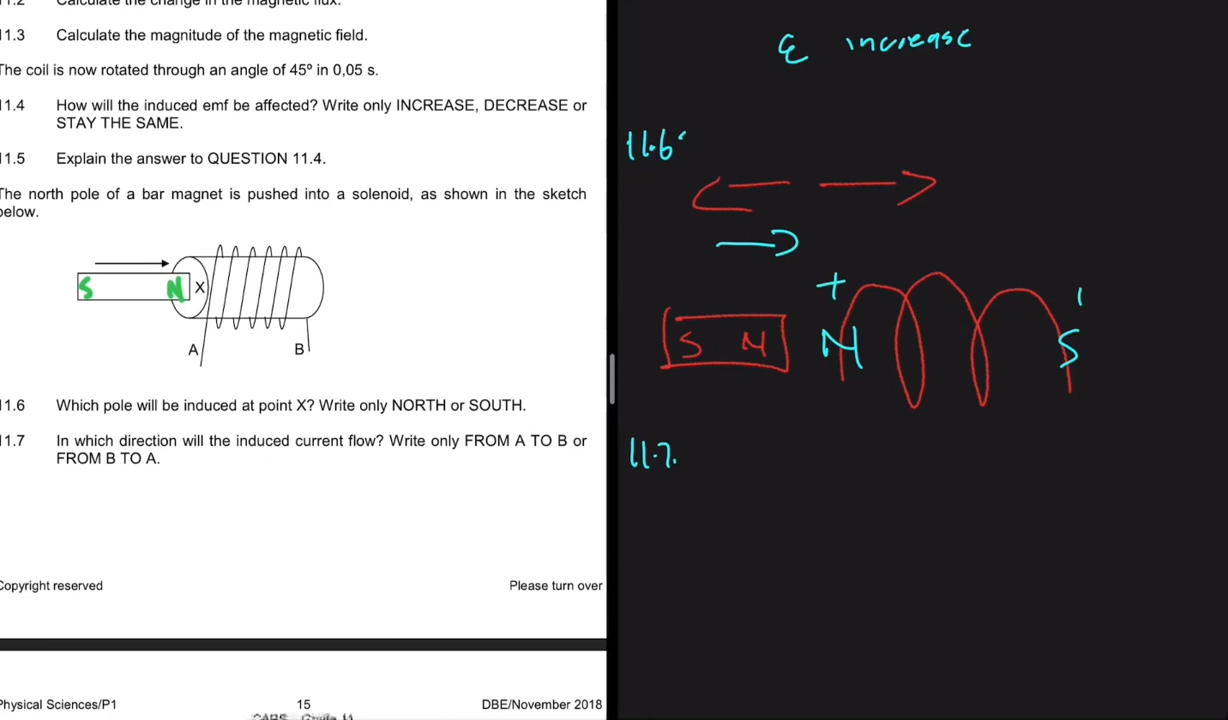 11.2 Calculate the change in the magnetic flux.
11.3 Calculate the magnitude of the magnetic field.
The coil is now rotated through an angle of 45° in 0,05 s.
11.4 How will the induced emf be affected? Write only INCREASE, DECREASE or
STAY THE SAME.
11.5 Explain the answer to QUESTION 11.4.
The north pole of a bar magnet is pushed into a solenoid, as shown in the sketch
below.
S N X
A B
11.6 Which pole will be induced at point X? Write only NORTH or SOUTH.
11.7 In which direction will the induced current flow? Write only FROM A TO B or
FROM B TO A.
Copyright reserved Please turn over
Physical Sciences/P1 15 DBE/November 2018
ε increase
11.6
+
S N N S
11.7.